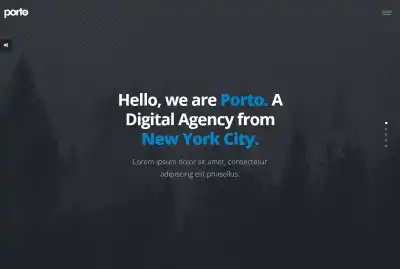 porto
Hello, we are Porto. A
Digital Agency from
New York City.
Lorem ipsum dolor sit amet, consectetur
adipiscing elit phasellus.